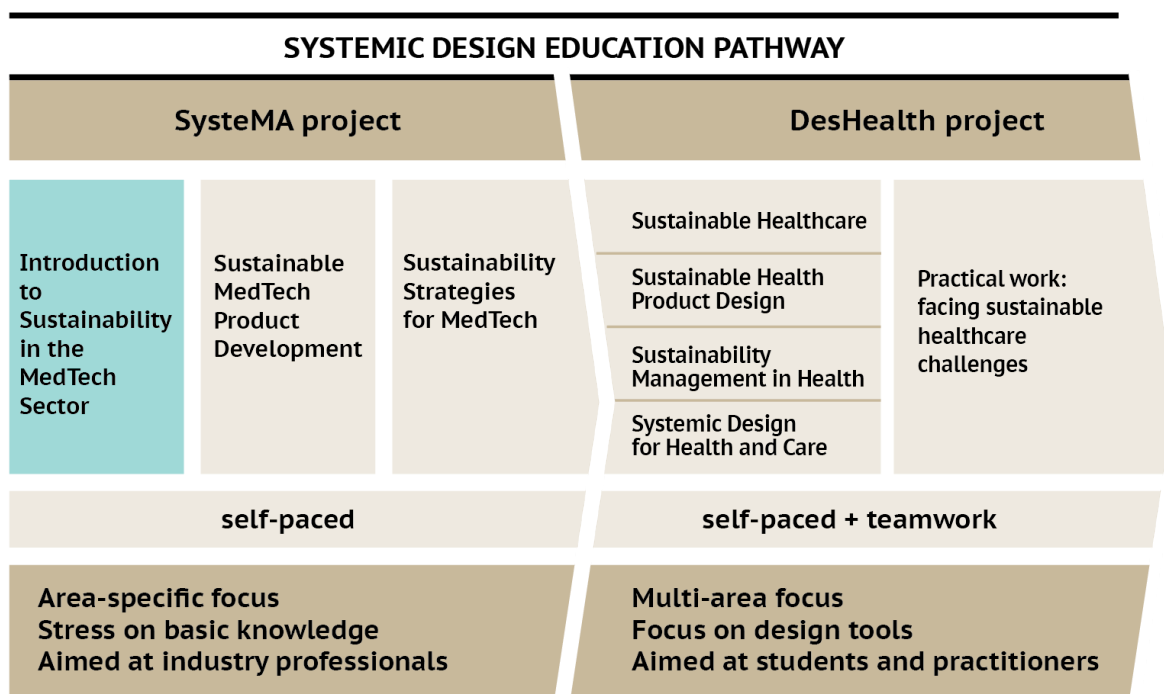 SYSTEMIC DESIGN EDUCATION PATHWAY
SysteMA project
DesHealth project
Introduction
to
Sustainability
in the
MedTech
Sector
Sustainable
MedTech
Product
Development
Sustainability
Strategies
for MedTech
Sustainable Healthcare
Sustainable Health
Product Design
Sustainability
Management in Health
Systemic Design
for Health and Care
Practical work:
facing sustainable
healthcare
challenges
self-paced
self-paced + teamwork
Area-specific focus
Stress on basic knowledge
Aimed at industry professionals
Multi-area focus
Focus on design tools
Aimed at students and practitioners